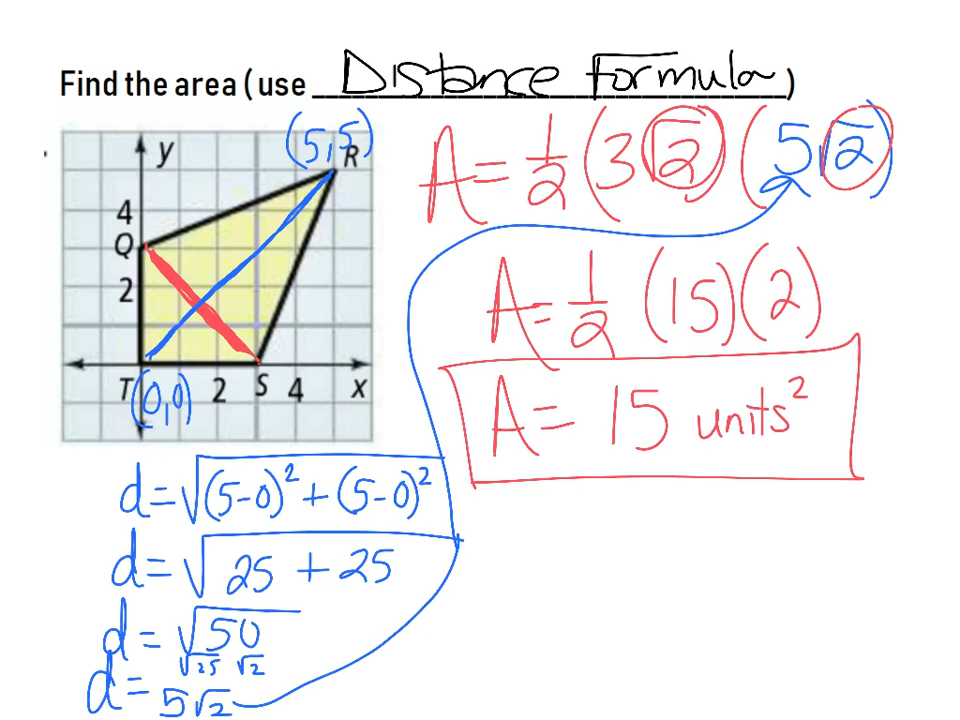 Find the area ( use Distance Formula )
(5,5)
y
R
4
Q
2
T
(0,0)
2
S
4
x
A = 1/2 (3√2) (5√2)
A = 1/2 (15)(2)
A = 15 units²
d = √(5-0)² + (5-0)²
d = √25 + 25
d = √50
√25 √2
d = 5√2